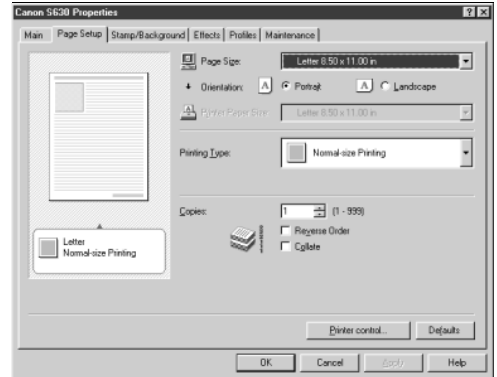 Canon S630 Properties
Main Page Setup Stamp/Background Effects Profiles Maintenance
Page Size: Letter 8.50 x 11.00 in
Orientation: A Portrait A Landscape
Printer Paper Size: Letter 8.50 x 11.00 in
Printing Type: Normal-size Printing
Copies: 1 (1 - 999)
Reverse Order
Collate
Letter
Normal-size Printing
Printer control... Defaults
OK Cancel Apply Help